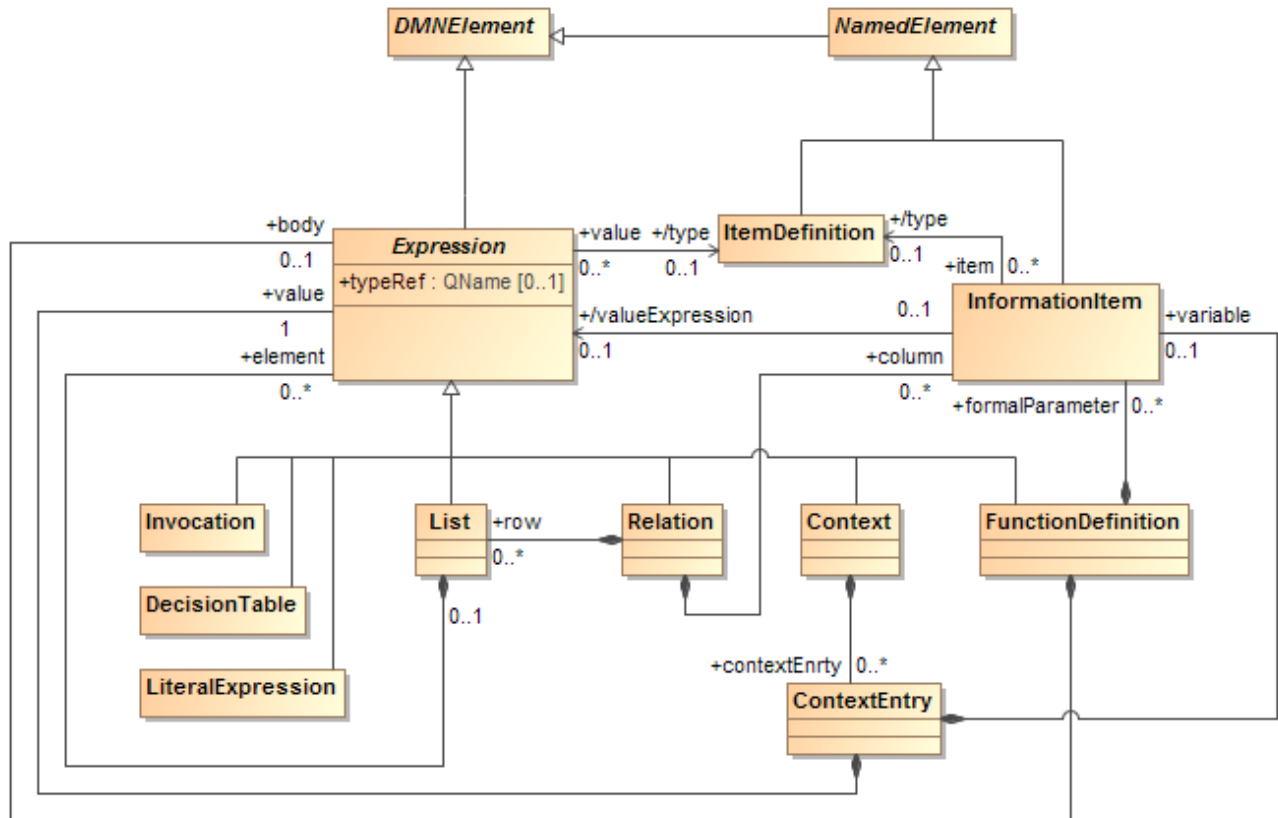 DMNElement
NamedElement
+body
0..1
+value
1
+element
0..*
Expression
+typeRef : QName [0..1]
+value
+/type
0..*
0..1
ItemDefinition
+/type
0..1
+item
0..*
+/valueExpression
0..1
0..1
InformationItem
+variable
0..1
+column
0..*
+formalParameter
0..*
Invocation
List
+row
0..*
Relation
Context
FunctionDefinition
DecisionTable
0..1
LiteralExpression
+contextEnrty
0..*
ContextEntry